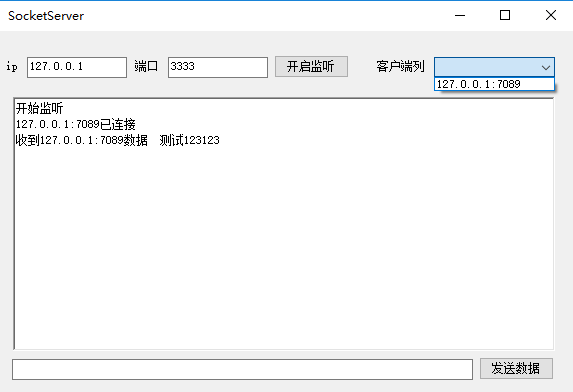 SocketServer
ip 127.0.0.1 端口 3333 开启监听 客户端列
127.0.0.1:7089
开始监听
127.0.0.1:7089已连接
收到127.0.0.1:7089数据 测试123123
发送数据